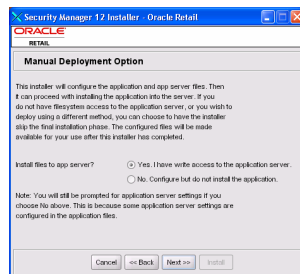 Security Manager 12 Installer - Oracle Retail
ORACLE
RETAIL
Manual Deployment Option
This installer will configure the application and app server files. Then
it can proceed with installing the application into the server. If you
do not have filesystem access to the application server, or you wish to
deploy using a different method, you can choose to have the installer
skip the final installation phase. The configured files will be made
available for your use after this installer has completed.
Install files to app server?
Yes. I have write access to the application server.
No. Configure but do not install the application.
Note: You will still be prompted for application server settings if you
choose No above. This is because some application server settings are
configured in the application files.
Cancel
<< Back
Next >>
Install